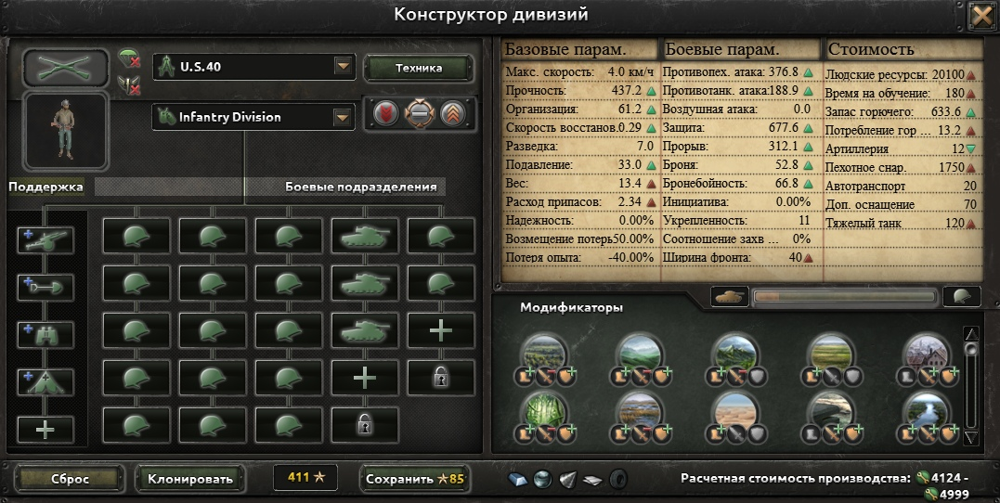 Конструктор дивизий
U.S.40
Техника
Infantry Division
Поддержка
Боевые подразделения
Базовые парам.
Макс. скорость: 4.0 км/ч
Прочность: 437.2
Организация: 61.2
Скорость восстанов. 0.29
Разведка: 7.0
Подавление: 33.0
Вес: 13.4
Расход припасов: 2.34
Надежность: 0.00%
Возмещение потерь 50.00%
Потеря опыта: -40.00%
Боевые парам.
Противопех. атака: 376.8
Противотанк. атака: 188.9
Воздушная атака: 0.0
Защита: 677.6
Прорыв: 312.1
Броня: 52.8
Бронебойность: 66.8
Инициатива: 0.00%
Укрепленность: 11
Соотношение захв ... 0%
Ширина фронта: 40
Стоимость
Людские ресурсы: 20100
Время на обучение: 180
Запас горючего: 633.6
Потребление гор ... 13.2
Артиллерия 12
Пехотное снар. 1750
Автотранспорт 20
Доп. оснащение 70
Тяжелый танк 120
Модификаторы
Сброс
Клонировать
411
Сохранить 85
Расчетная стоимость производства: 4124 -
4999